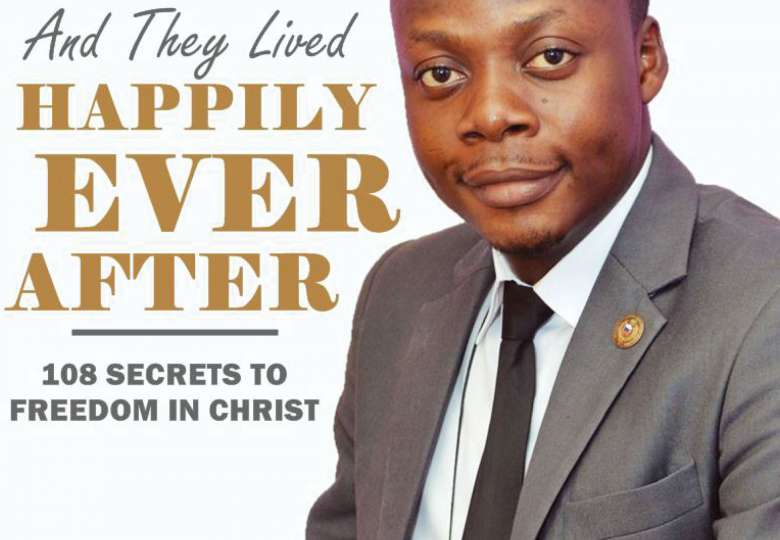 And They Lived
HAPPILY
EVER
AFTER
108 SECRETS TO
FREEDOM IN CHRIST